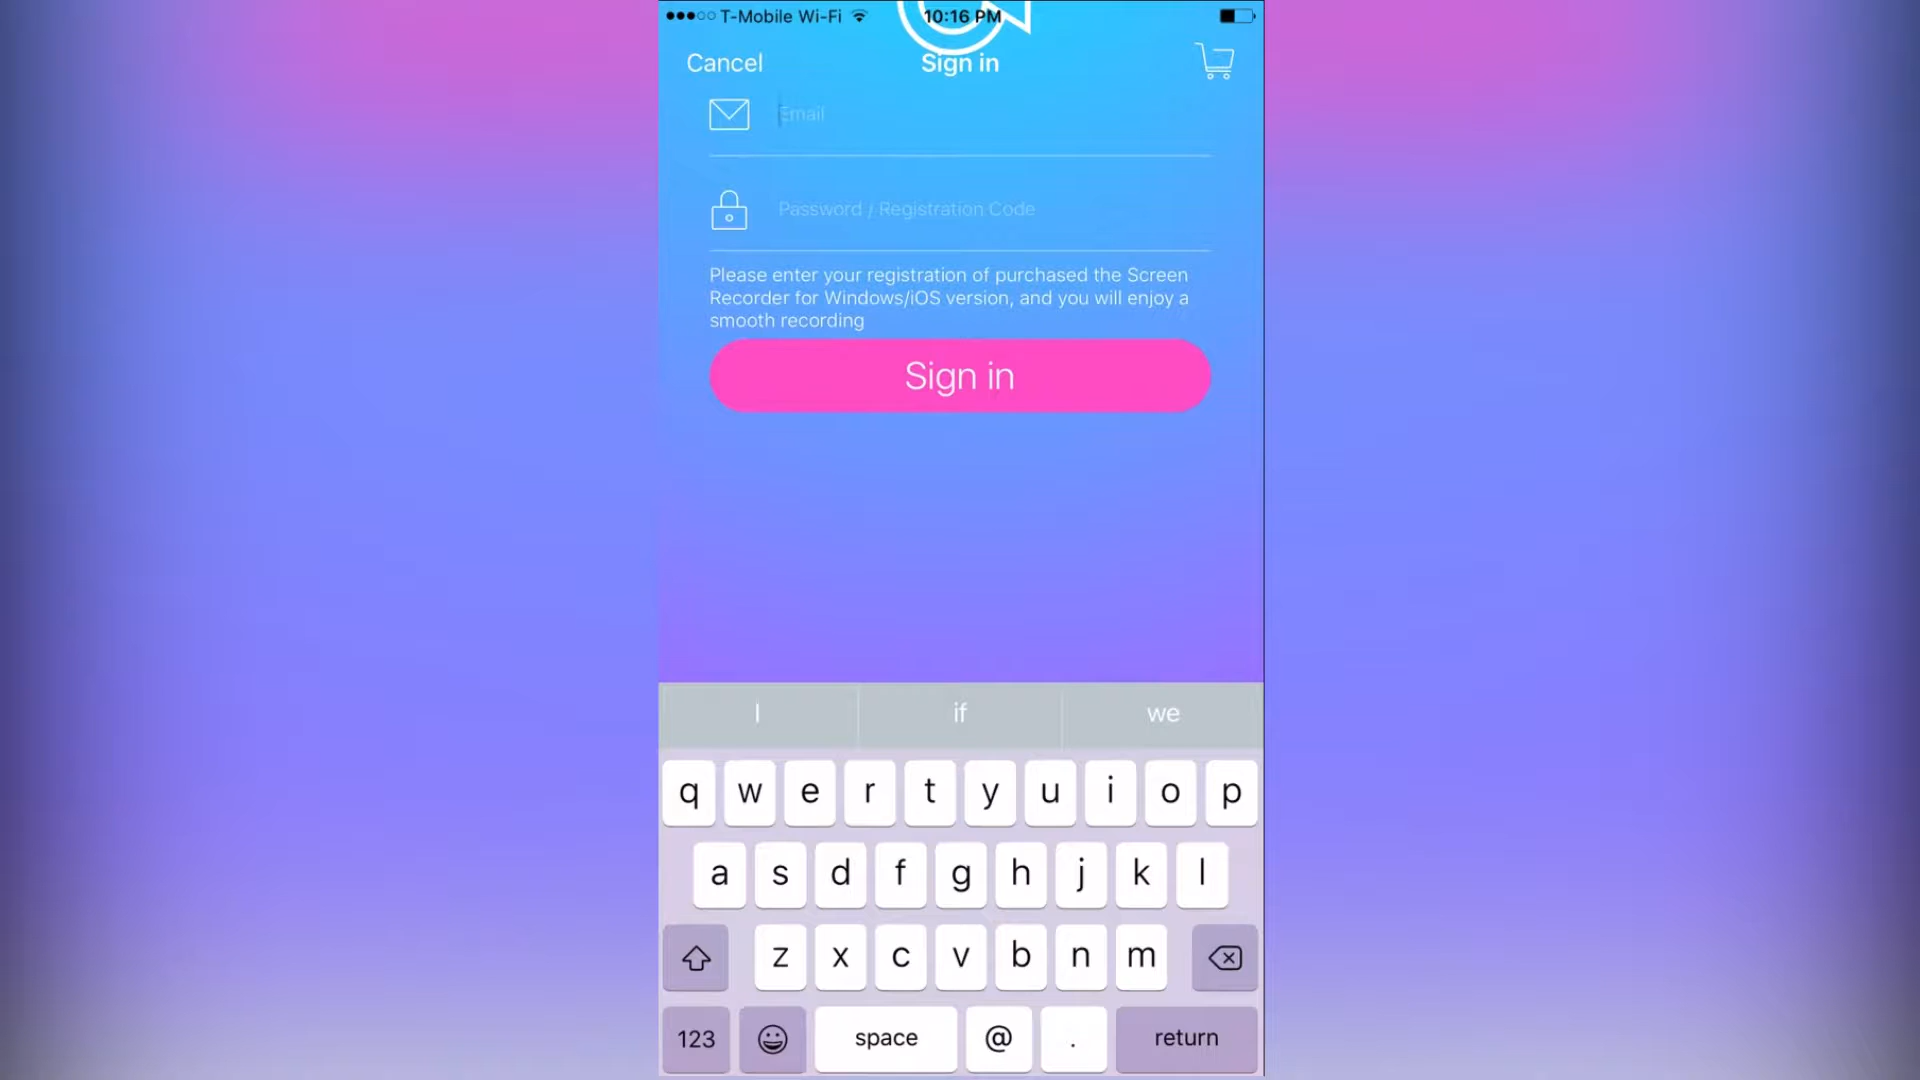 T-Mobile Wi-Fi 10:16 PM
Cancel Sign in
Email
Password / Registration Code
Please enter your registration of purchased the Screen
Recorder for Windows/iOS version, and you will enjoy a
smooth recording
Sign in
I if we
q w e r t y u i o p
a s d f g h j k l
z x c v b n m
123 space @ . return